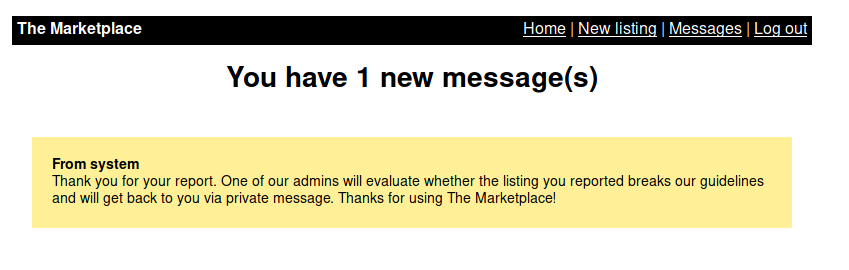 The Marketplace
Home | New listing | Messages | Log out
You have 1 new message(s)
From system
Thank you for your report. One of our admins will evaluate whether the listing you reported breaks our guidelines
and will get back to you via private message. Thanks for using The Marketplace!